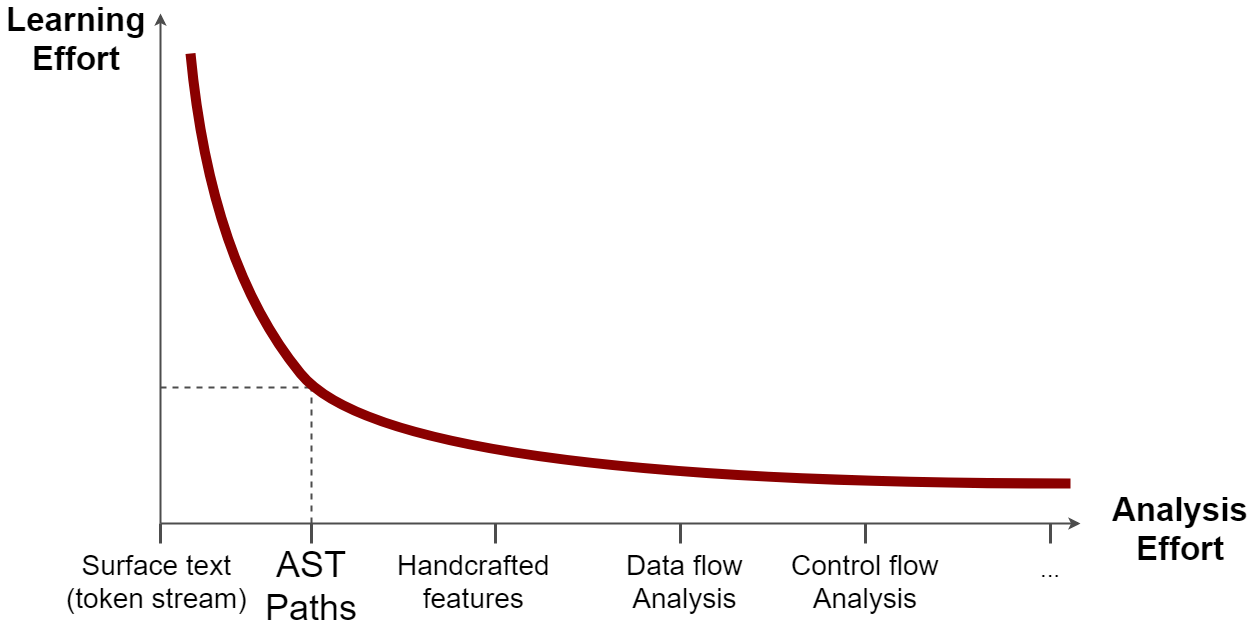 Learning
Effort
Analysis
Effort
Surface text
(token stream)
AST
Paths
Handcrafted
features
Data flow
Analysis
Control flow
Analysis
...